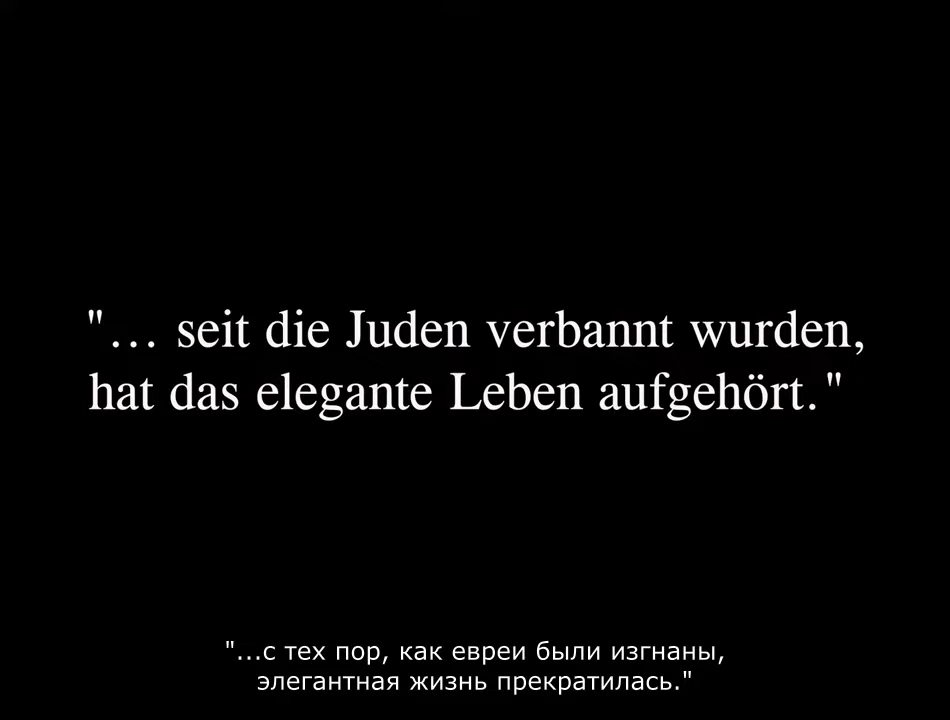 "… seit die Juden verbannt wurden,
hat das elegante Leben aufgehört."
"...с тех пор, как евреи были изгнаны,
элегантная жизнь прекратилась."